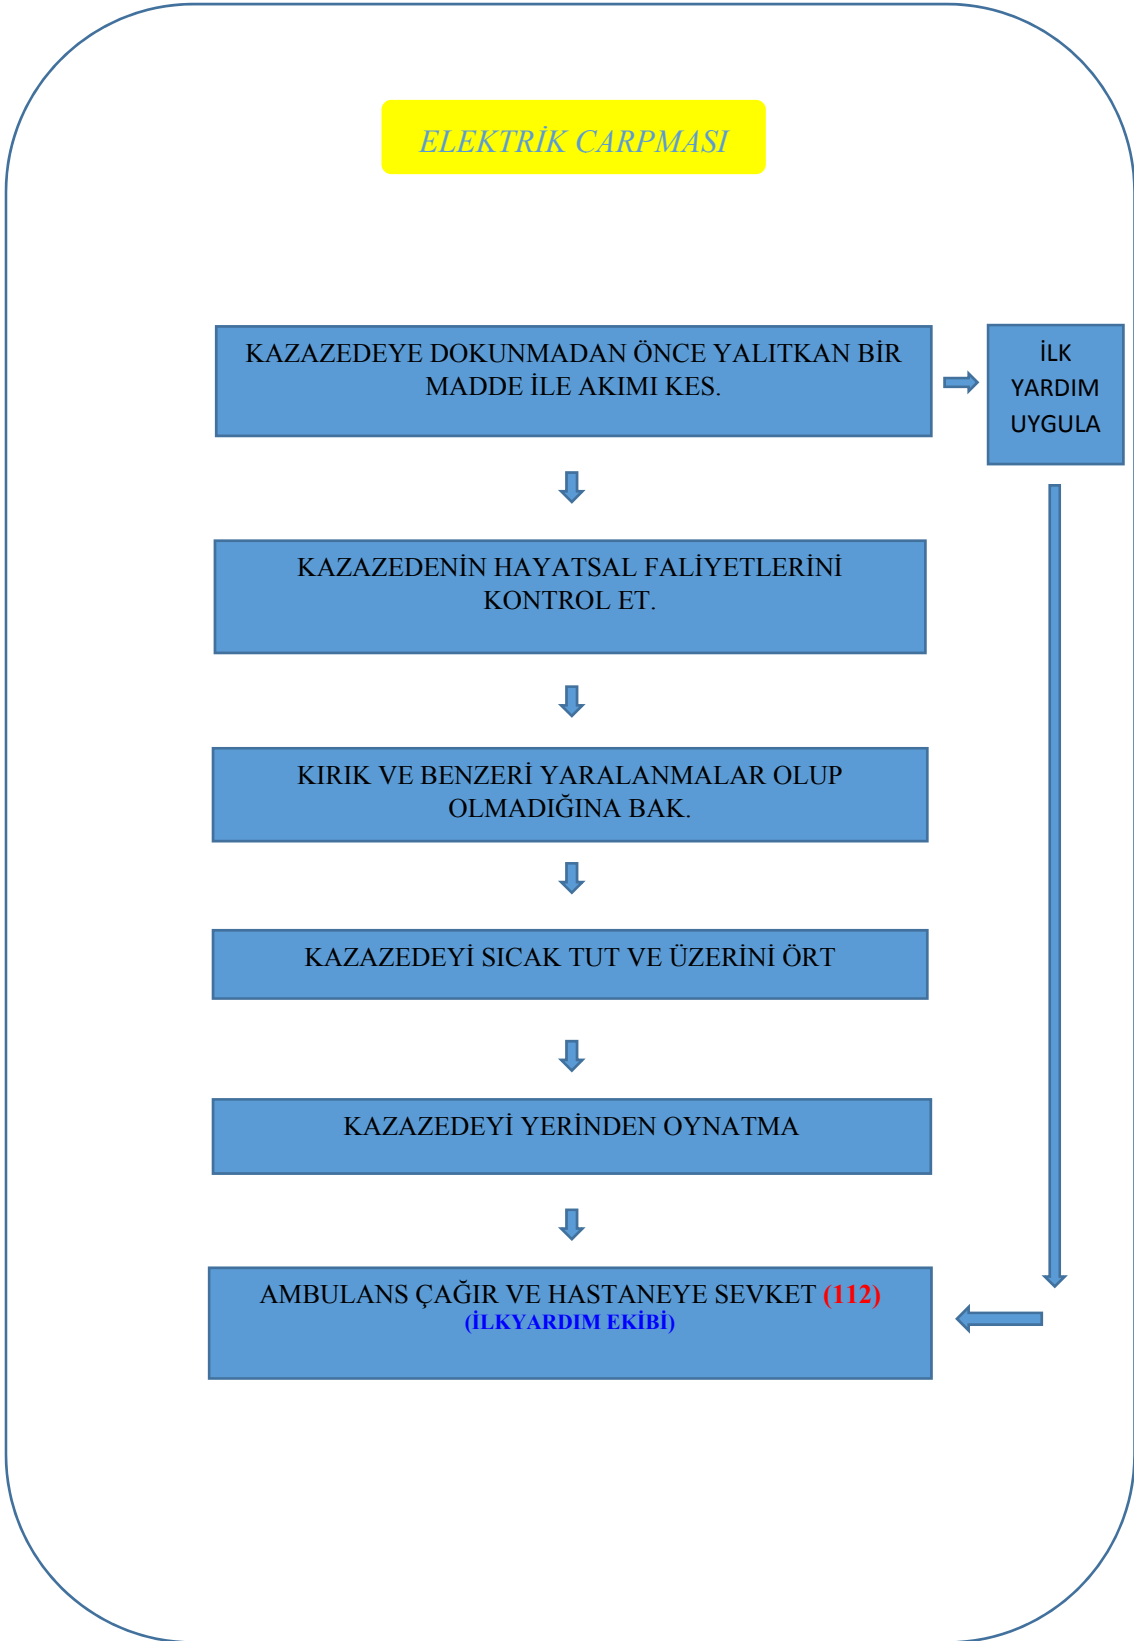 ELEKTRİK CARPMASI
KAZAZEDEYE DOKUNMADAN ÖNCE YALITKAN BİR
MADDE İLE AKIMI KES.
İLK
YARDIM
UYGULA
KAZAZEDENİN HAYATSAL FALİYETLERİNİ
KONTROL ET.
KIRIK VE BENZERİ YARALANMALAR OLUP
OLMADIĞINA BAK.
KAZAZEDEYİ SICAK TUT VE ÜZERİNİ ÖRT
KAZAZEDEYİ YERİNDEN OYNATMA
AMBULANS ÇAĞIR VE HASTANEYE SEVKET (112)
(İLKYARDIM EKİBİ)